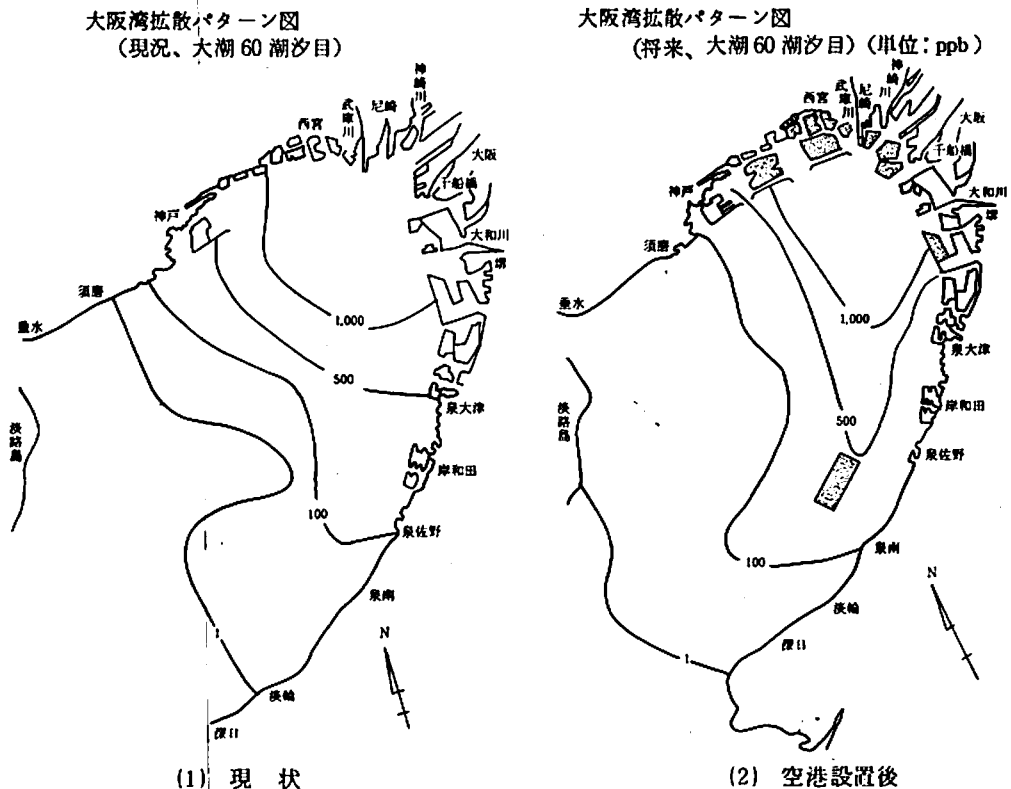 大阪湾拡散パターン図
(現況、大潮60潮汐目)
神崎川
尼崎
武庫川
西宮
大阪
千船橋
神戸
大和川
堺
須磨
垂水
1,000
500
泉大津
淡路島
岸和田
100
泉佐野
泉南
N
1
淡輪
深日
(1) 現状
大阪湾拡散パターン図
(将来、大潮60潮汐目)(単位:ppb)
神崎川
尼崎
武庫川
西宮
大阪
千船橋
神戸
大和川
堺
須磨
垂水
1,000
泉大津
淡路島
岸和田
500
泉佐野
泉南
100
N
淡輪
深日
1
(2) 空港設置後